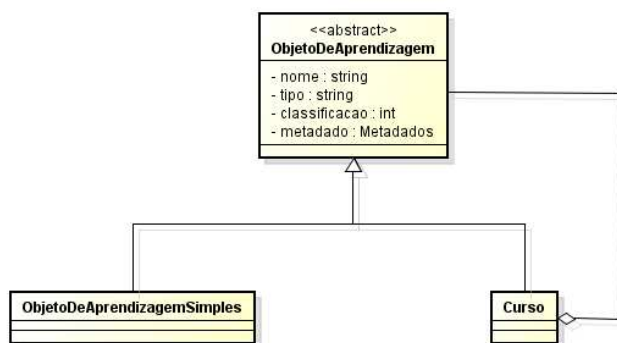 <<abstract>>
ObjetoDeAprendizagem
- nome : string
- tipo : string
- classificacao : int
- metadado : Metadados
ObjetoDeAprendizagemSimples
Curso